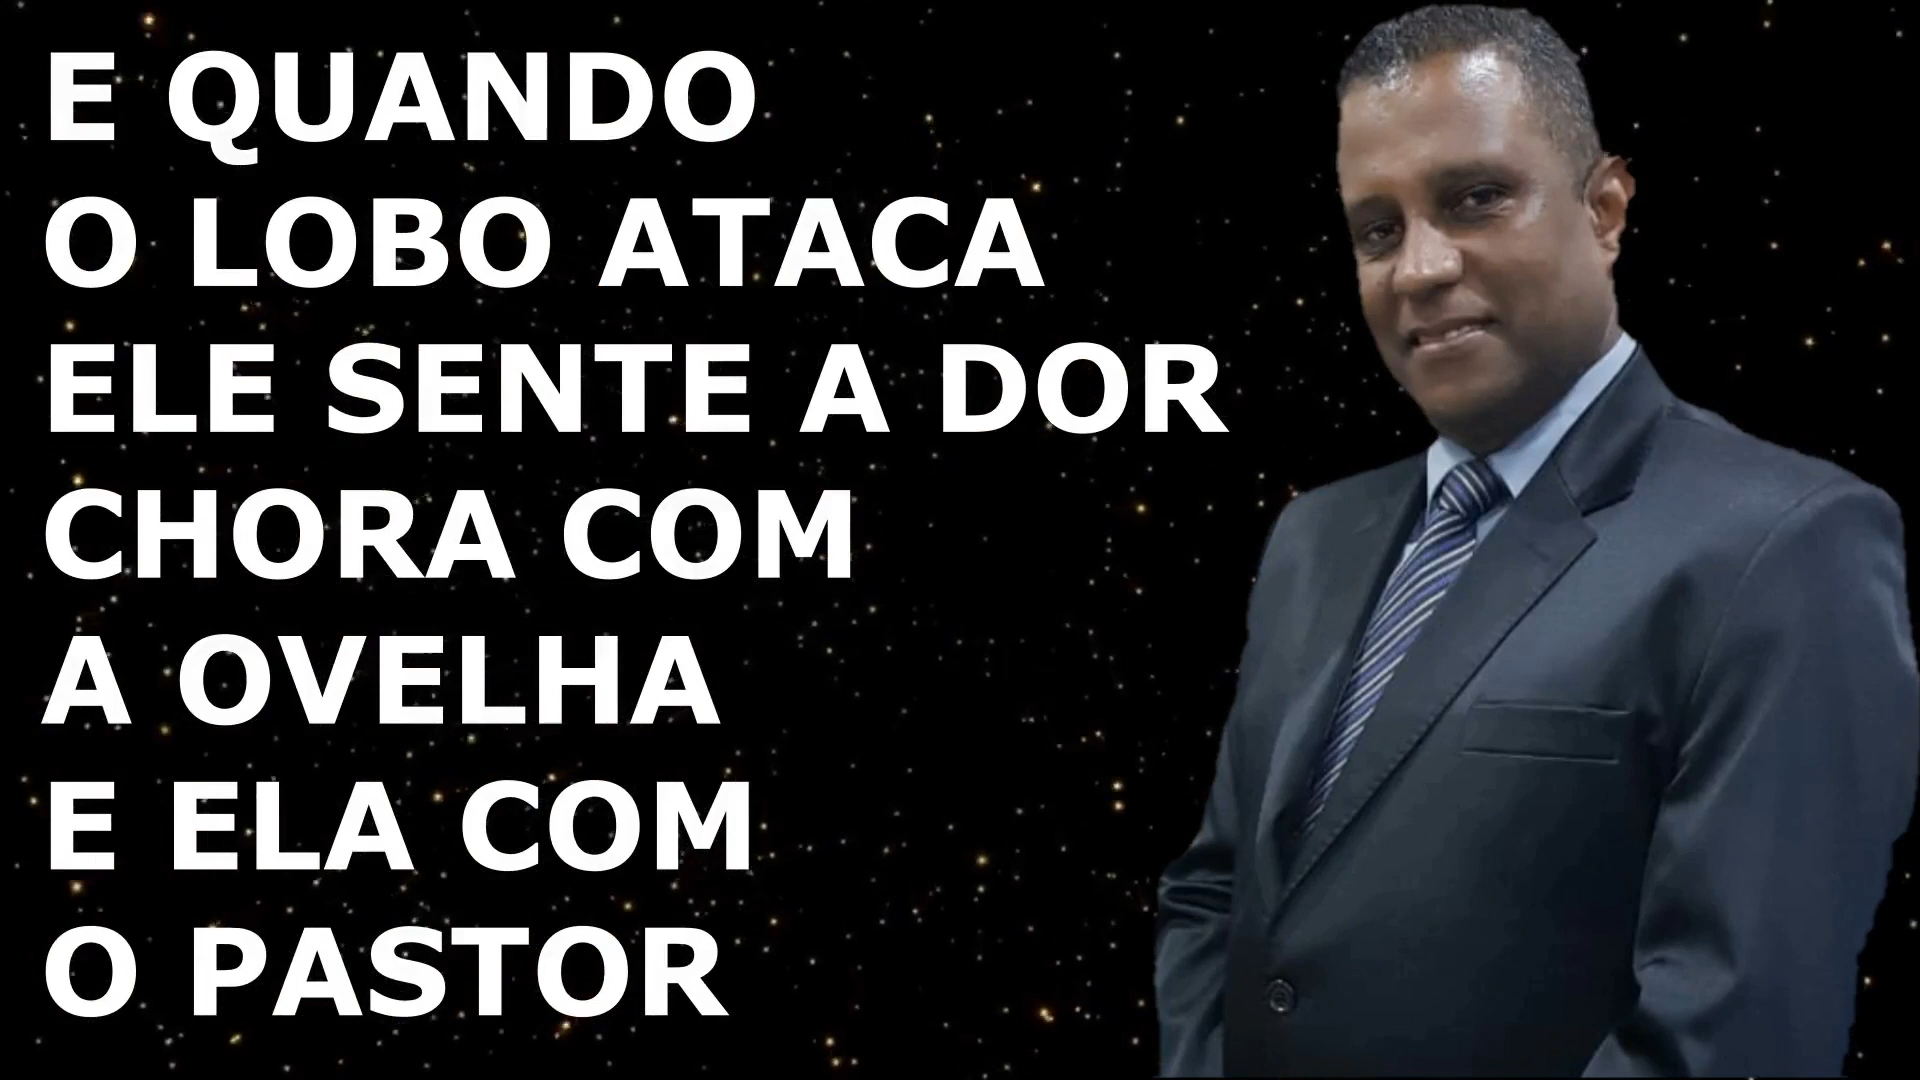 E QUANDO
O LOBO ATACA
ELE SENTE A DOR
CHORA COM
A OVELHA
E ELA COM
O PASTOR